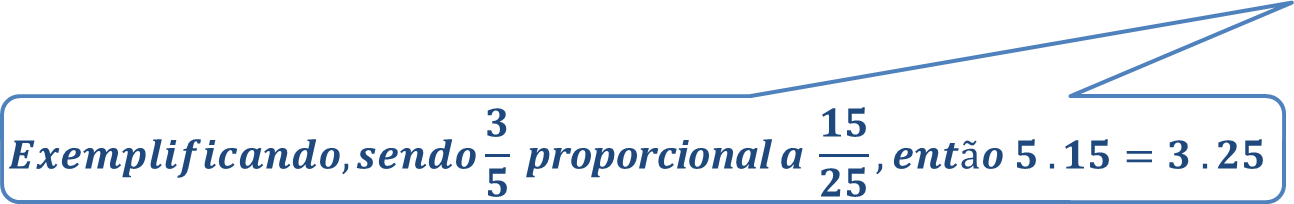 Exemplificando, sendo 3/5 proporcional a 15/25, então 5 . 15 = 3 . 25